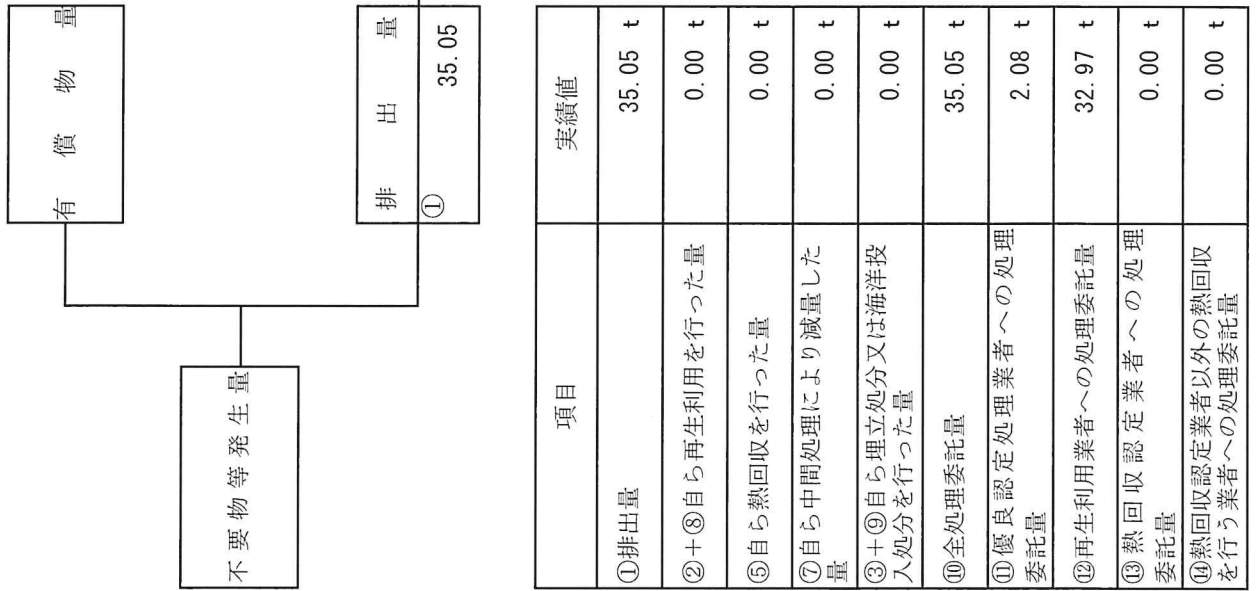 不要物等発生量
有償物量
排出量
① 35.05
項目 実績値
①排出量 35.05 t
②+⑧自ら再生利用を行った量 0.00 t
⑤自ら熱回収を行った量 0.00 t
⑦自ら中間処理により減量した
量 0.00 t
③+⑨自ら埋立処分又は海洋投
入処分を行った量 0.00 t
⑩全処理委託量 35.05 t
⑪優良認定処理業者への処理
委託量 2.08 t
⑫再生利用業者への処理委託量 32.97 t
⑬熱回収認定業者への処理
委託量 0.00 t
⑭熱回収認定業者以外の熱回収
を行う業者への処理委託量 0.00 t